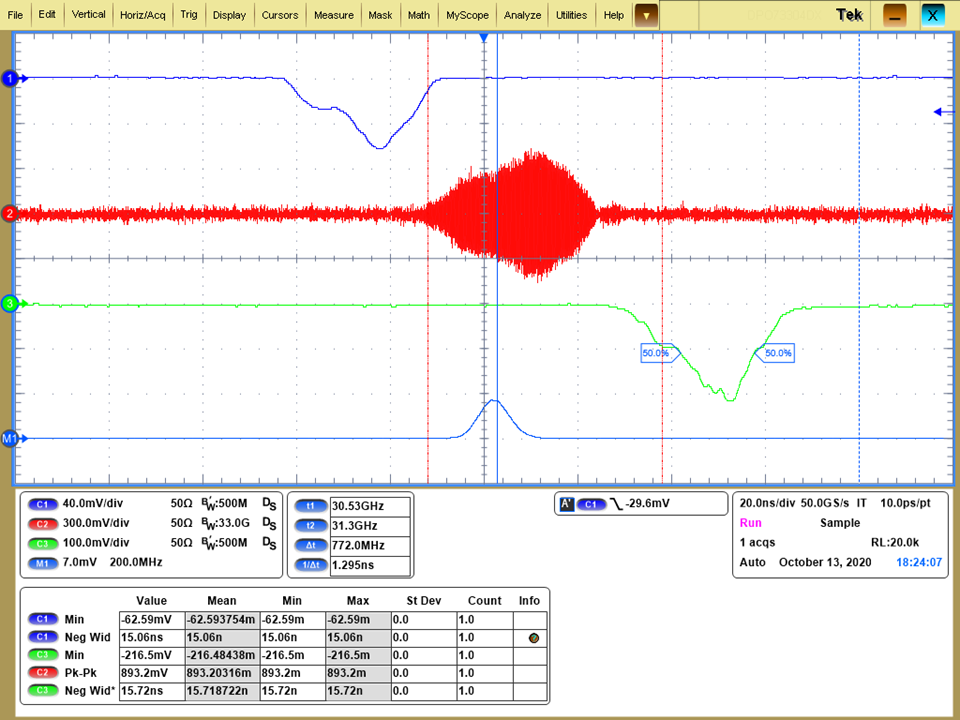 File Edit Vertical Horiz/Acq Trig Display Cursors Measure Mask Math MyScope Analyze Utilities Help Tek X
1
2
3
50.0% 50.0%
M1
C1 40.0mV/div 50Ω BW:500M DS
C2 300.0mV/div 50Ω BW:33.0G DS
C3 100.0mV/div 50Ω BW:500M DS
M1 7.0mV 200.0MHz
t1 30.53GHz
t2 31.3GHz
Δt 772.0MHz
1/Δt 1.295ns
A' C1 -29.6mV
20.0ns/div 50.0GS/s IT 10.0ps/pt
Run Sample
1 acqs RL:20.0k
Auto October 13, 2020 18:24:07
Value Mean Min Max St Dev Count Info
C1 Min -62.59mV -62.593754m -62.59m -62.59m 0.0 1.0
C1 Neg Wid 15.06ns 15.06n 15.06n 15.06n 0.0 1.0
C3 Min -216.5mV -216.48438m -216.5m -216.5m 0.0 1.0
C2 Pk-Pk 893.2mV 893.20316m 893.2m 893.2m 0.0 1.0
C3 Neg Wid* 15.72ns 15.718722n 15.72n 15.72n 0.0 1.0